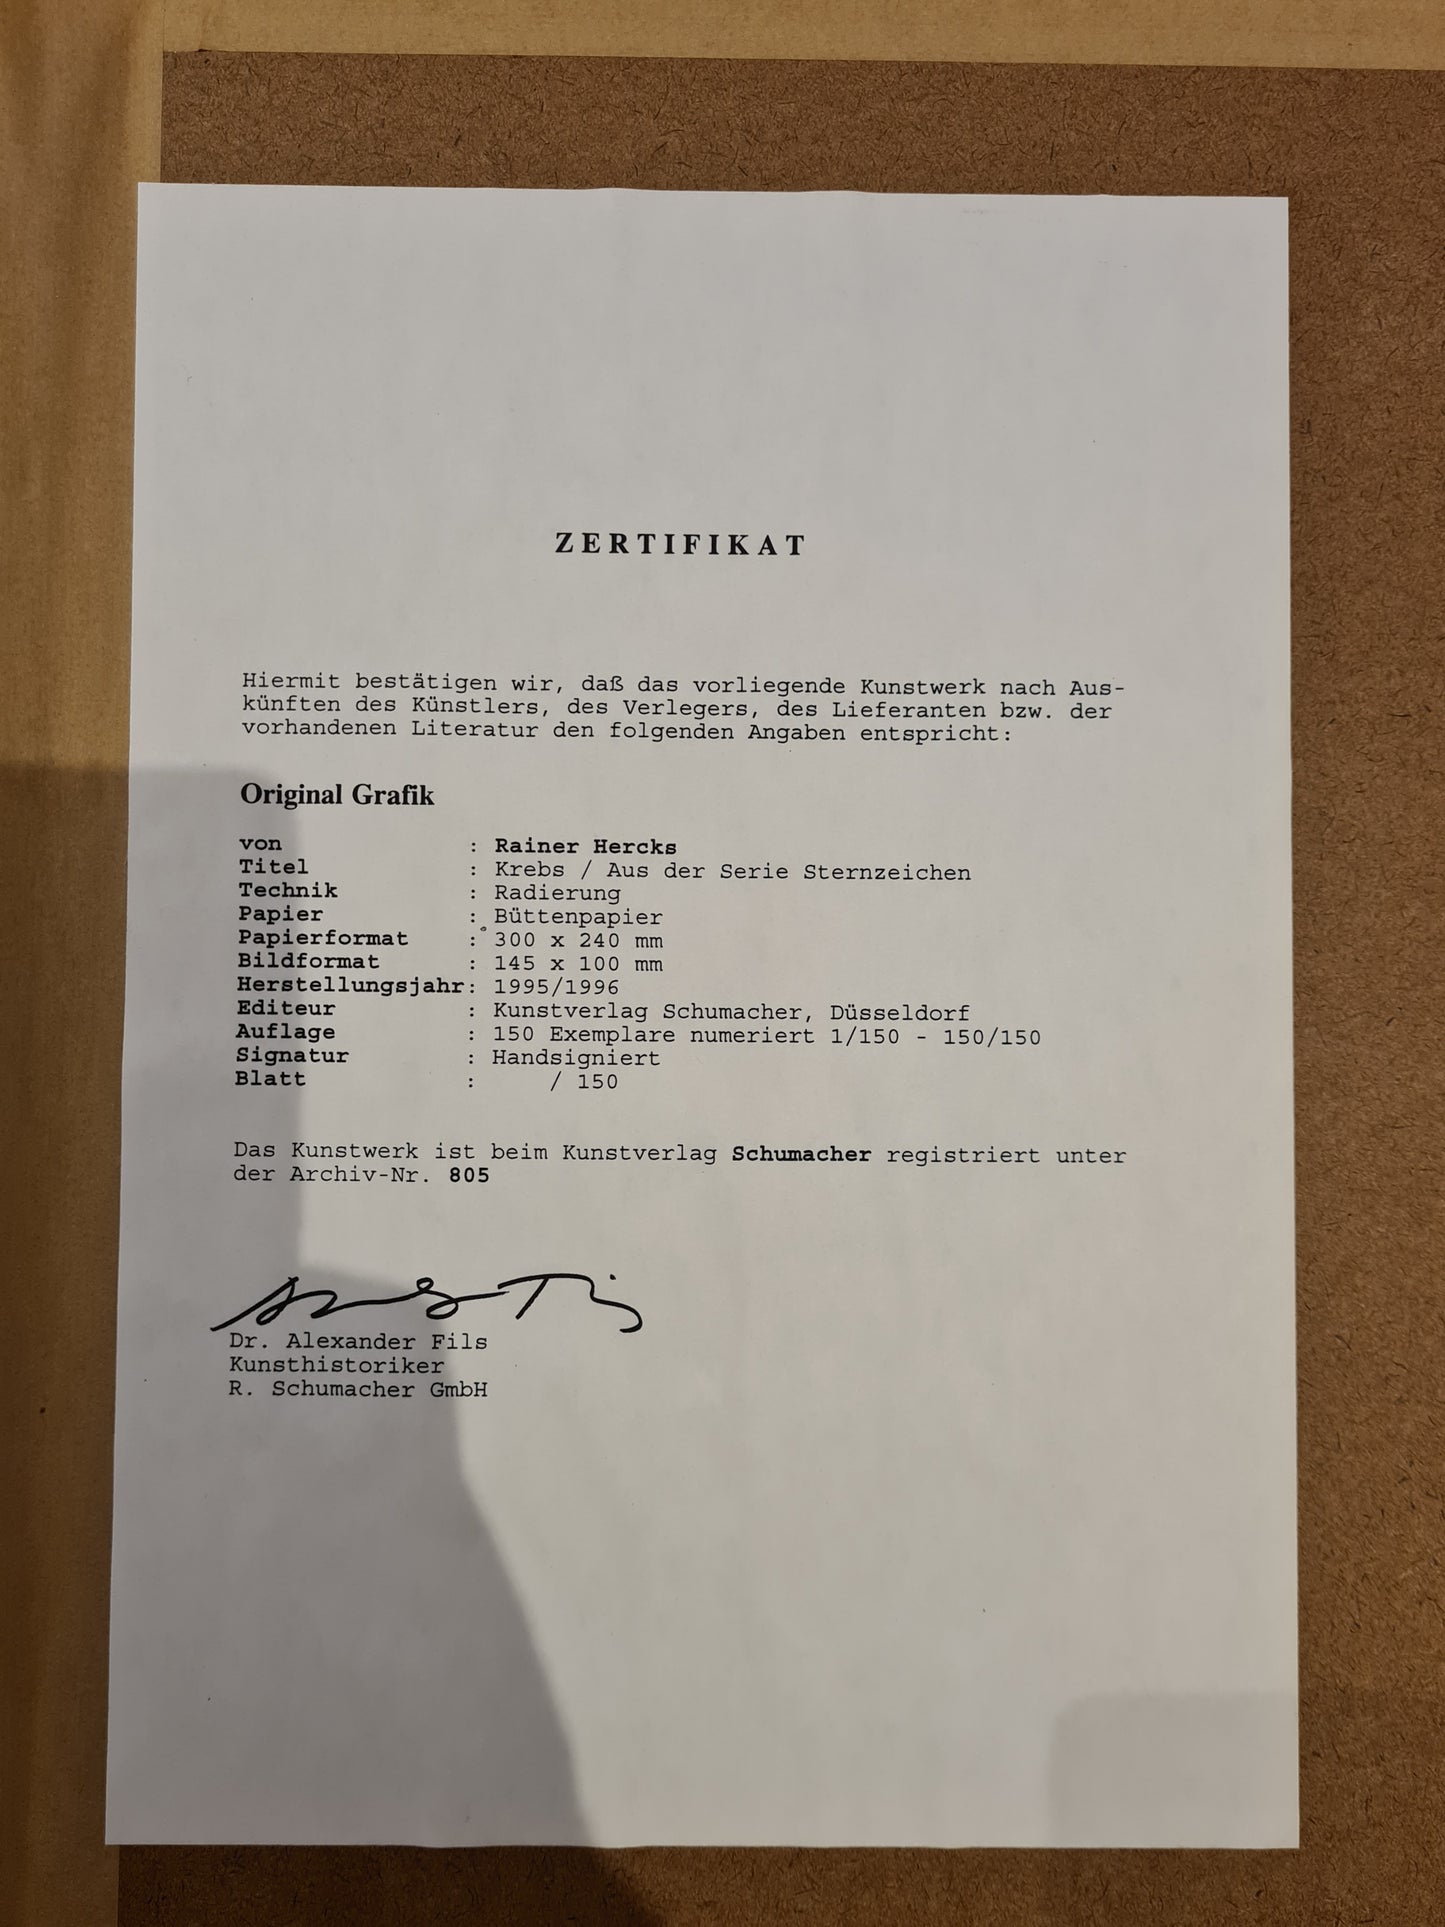 ZERTIFIKAT
Hiermit bestätigen wir, daß das vorliegende Kunstwerk nach Aus-
künften des Künstlers, des Verlegers, des Lieferanten bzw. der
vorhandenen Literatur den folgenden Angaben entspricht:
Original Grafik
von : Rainer Hercks
Titel : Krebs / Aus der Serie Sternzeichen
Technik : Radierung
Papier : Büttenpapier
Papierformat : 300 x 240 mm
Bildformat : 145 x 100 mm
Herstellungsjahr: 1995/1996
Editeur : Kunstverlag Schumacher, Düsseldorf
Auflage : 150 Exemplare numeriert 1/150 - 150/150
Signatur : Handsigniert
Blatt : / 150
Das Kunstwerk ist beim Kunstverlag Schumacher registriert unter
der Archiv-Nr. 805
Dr. Alexander Fils
Kunsthistoriker
R. Schumacher GmbH